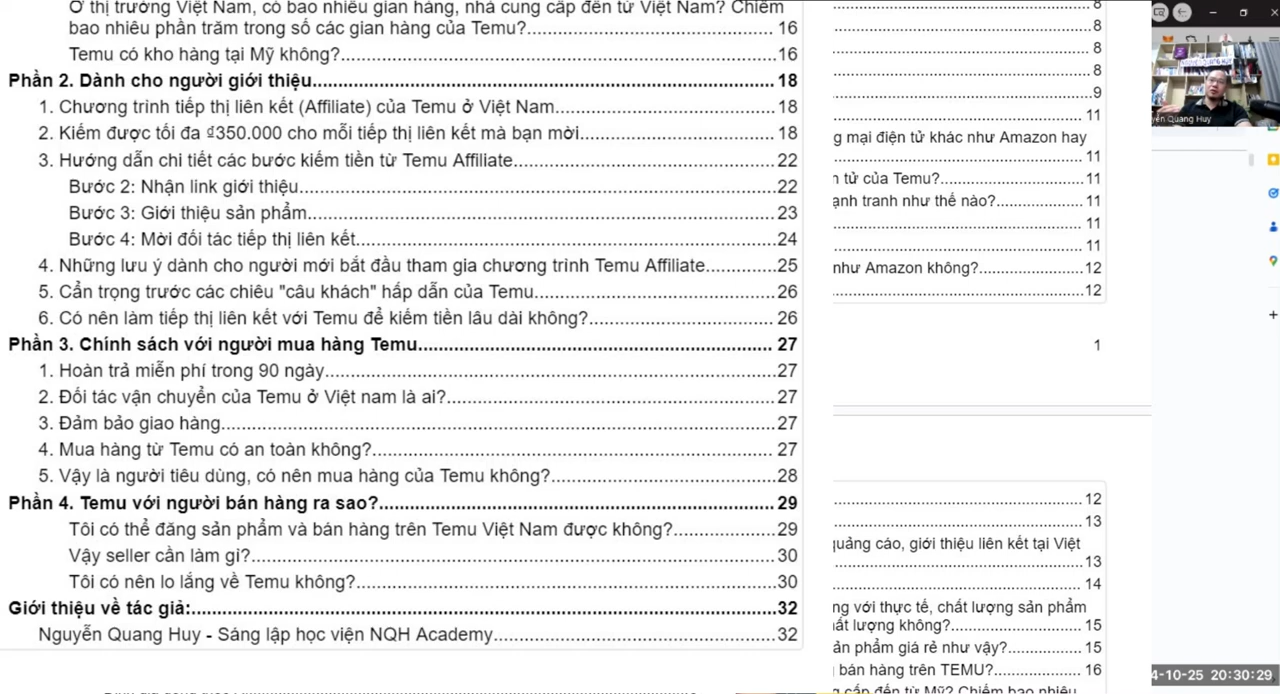 Ở thị trường Việt Nam, có bao nhiêu gian hàng, nhà cung cấp đến từ Việt Nam? Chiếm
bao nhiêu phần trăm trong số các gian hàng của Temu?.......... 16
Temu có kho hàng tại Mỹ không?.......... 16
Phần 2. Dành cho người giới thiệu.......... 18
1. Chương trình tiếp thị liên kết (Affiliate) của Temu ở Việt Nam.......... 18
2. Kiếm được tối đa ₫350.000 cho mỗi tiếp thị liên kết mà bạn mời.......... 18
3. Hướng dẫn chi tiết các bước kiếm tiền từ Temu Affiliate.......... 22
Bước 2: Nhận link giới thiệu.......... 22
Bước 3: Giới thiệu sản phẩm.......... 23
Bước 4: Mời đối tác tiếp thị liên kết.......... 24
4. Những lưu ý dành cho người mới bắt đầu tham gia chương trình Temu Affiliate.......... 25
5. Cẩn trọng trước các chiêu "câu khách" hấp dẫn của Temu.......... 26
6. Có nên làm tiếp thị liên kết với Temu để kiếm tiền lâu dài không?.......... 26
Phần 3. Chính sách với người mua hàng Temu.......... 27
1. Hoàn trả miễn phí trong 90 ngày.......... 27
2. Đối tác vận chuyển của Temu ở Việt nam là ai?.......... 27
3. Đảm bảo giao hàng.......... 27
4. Mua hàng từ Temu có an toàn không?.......... 27
5. Vậy là người tiêu dùng, có nên mua hàng của Temu không?.......... 28
Phần 4. Temu với người bán hàng ra sao?.......... 29
Tôi có thể đăng sản phẩm và bán hàng trên Temu Việt Nam được không?.......... 29
Vậy seller cần làm gì?.......... 30
Tôi có nên lo lắng về Temu không?.......... 30
Giới thiệu về tác giả:.......... 32
Nguyễn Quang Huy - Sáng lập học viện NQH Academy.......... 32
.......... 8
.......... 8
.......... 8
.......... 8
.......... 9
.......... 11
g mại điện tử khác như Amazon hay
.......... 11
n tử của Temu?.......... 11
ạnh tranh như thế nào?.......... 11
.......... 11
.......... 11
như Amazon không?.......... 12
.......... 12
1
.......... 12
.......... 13
quảng cáo, giới thiệu liên kết tại Việt
.......... 13
.......... 14
ng với thực tế, chất lượng sản phẩm
ất lượng không?.......... 15
ản phẩm giá rẻ như vậy?.......... 15
bán hàng trên TEMU?.......... 16
g cấp đến từ Mỹ? Chiếm bao nhiêu
yễn Quang Huy
4-10-25 20:30:29